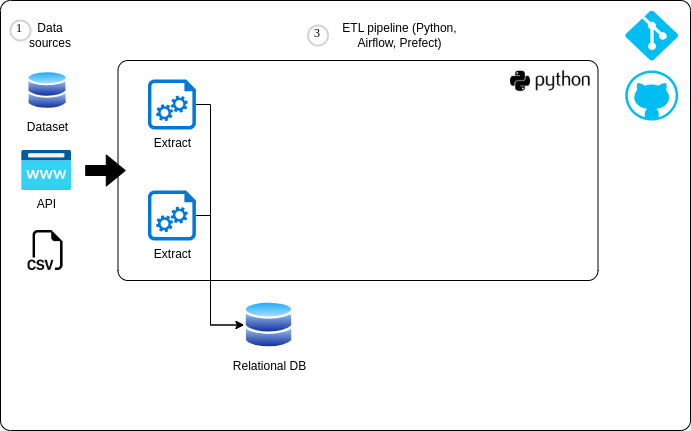 1
Data
sources
3
ETL pipeline (Python,
Airflow, Prefect)
python
Dataset
Extract
www
API
Extract
CSV
Relational DB